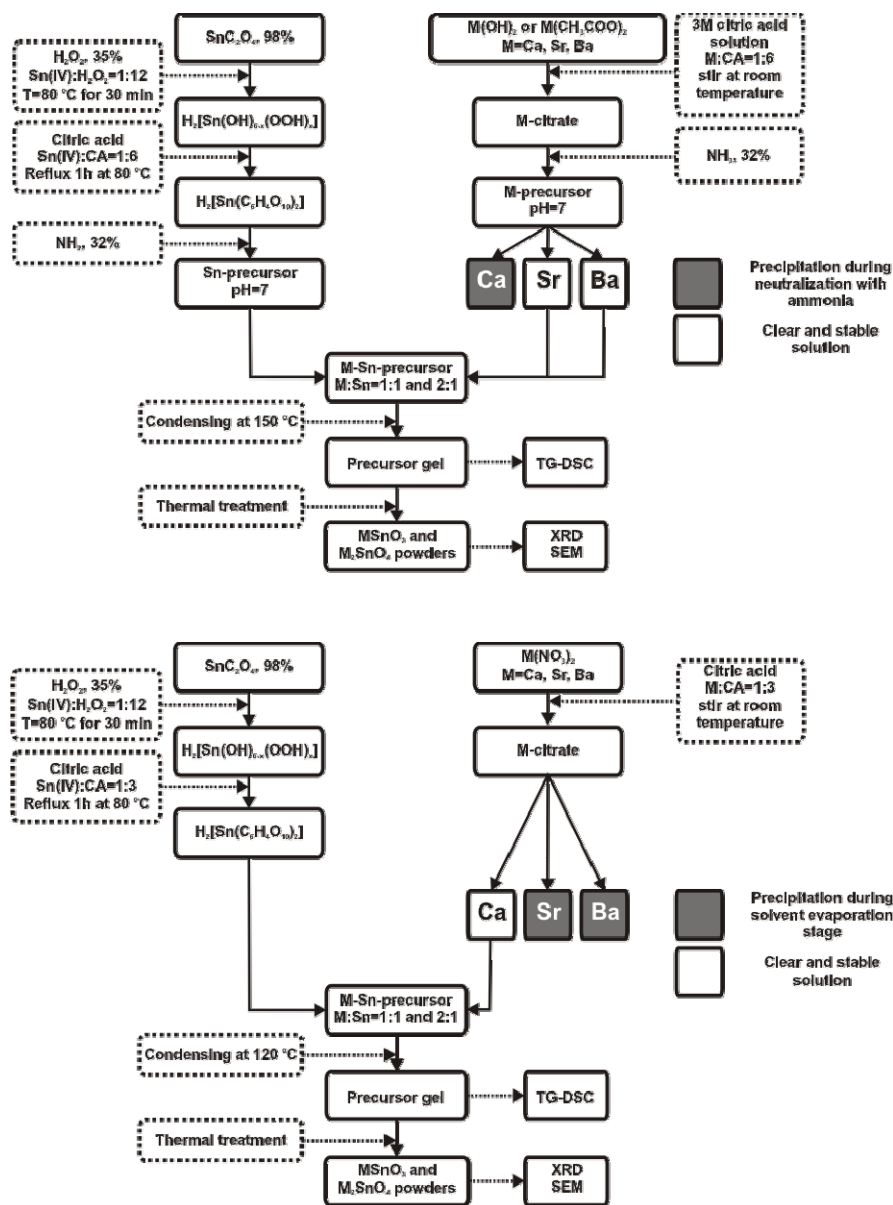 SnC₂O₄, 98%
H₂O₂, 35%
Sn(IV):H₂O₂=1:12
T=80 °C for 30 min
H₂[Sn(OH)₆₋ₓ(OOH)ₓ]
Citric acid
Sn(IV):CA=1:6
Reflux 1h at 80 °C
H₂[Sn(C₆H₄O₁₀)₂]
NH₃, 32%
Sn-precursor
pH=7
M(OH)₂ or M(CH₃COO)₂
M=Ca, Sr, Ba
3M citric acid
solution
M:CA=1:6
stir at room
temperature
M-citrate
NH₃, 32%
M-precursor
pH=7
Ca
Sr
Ba
Precipitation during
neutralization with
ammonia
Clear and stable
solution
M-Sn-precursor
M:Sn=1:1 and 2:1
Condensing at 150 °C
Precursor gel
TG-DSC
Thermal treatment
MSnO₃ and
M₂SnO₄ powders
XRD
SEM
SnC₂O₄, 98%
H₂O₂, 35%
Sn(IV):H₂O₂=1:12
T=80 °C for 30 min
H₂[Sn(OH)₆₋ₓ(OOH)ₓ]
Citric acid
Sn(IV):CA=1:3
Reflux 1h at 80 °C
H₂[Sn(C₆H₄O₁₀)₂]
M(NO₃)₂
M=Ca, Sr, Ba
Citric acid
M:CA=1:3
stir at room
temperature
M-citrate
Ca
Sr
Ba
Precipitation during
solvent evaporation
stage
Clear and stable
solution
M-Sn-precursor
M:Sn=1:1 and 2:1
Condensing at 120 °C
Precursor gel
TG-DSC
Thermal treatment
MSnO₃ and
M₂SnO₄ powders
XRD
SEM